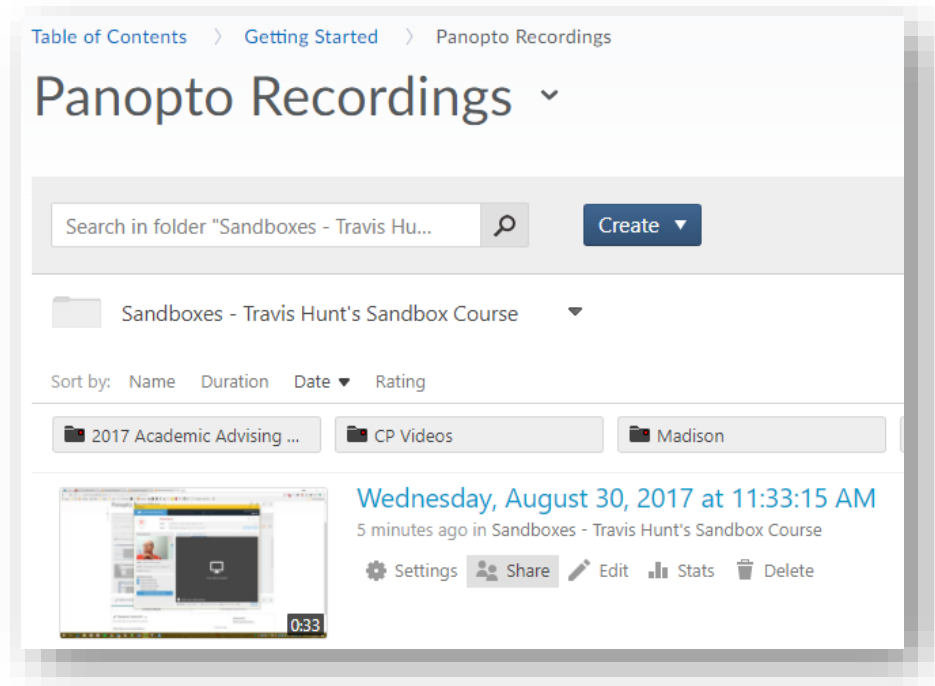 Table of Contents > Getting Started > Panopto Recordings
Panopto Recordings
Search in folder "Sandboxes - Travis Hu...
Create
Sandboxes - Travis Hunt's Sandbox Course
Sort by: Name Duration Date Rating
2017 Academic Advising ... CP Videos Madison
Wednesday, August 30, 2017 at 11:33:15 AM
5 minutes ago in Sandboxes - Travis Hunt's Sandbox Course
Settings Share Edit Stats Delete
0:33